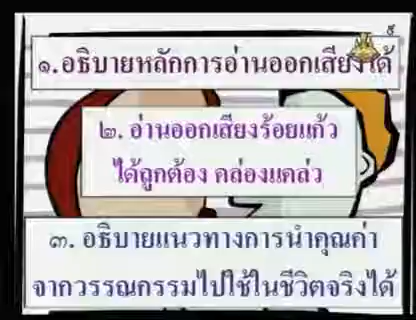 ๑.อธิบายหลักการอ่านออกเสียงได้
๒. อ่านออกเสียงร้อยแก้ว
ได้ถูกต้อง คล่องแคล่ว
๓. อธิบายแนวทางการนำคุณค่า
จากวรรณกรรมไปใช้ในชีวิตจริงได้